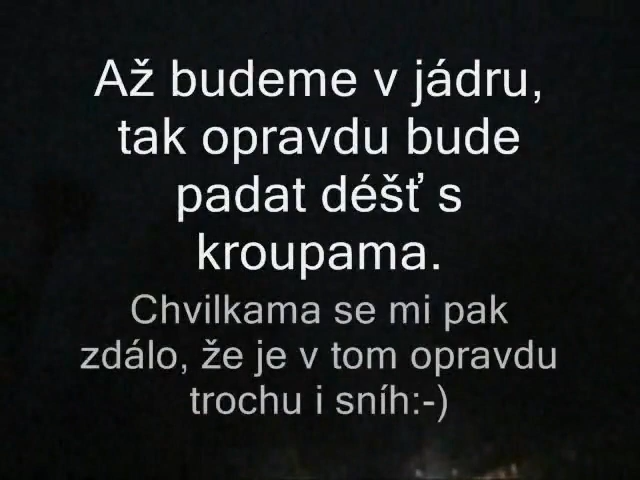 Až budeme v jádru,
tak opravdu bude
padat déšť s
kroupama.
Chvilkama se mi pak
zdálo, že je v tom opravdu
trochu i sníh:-)